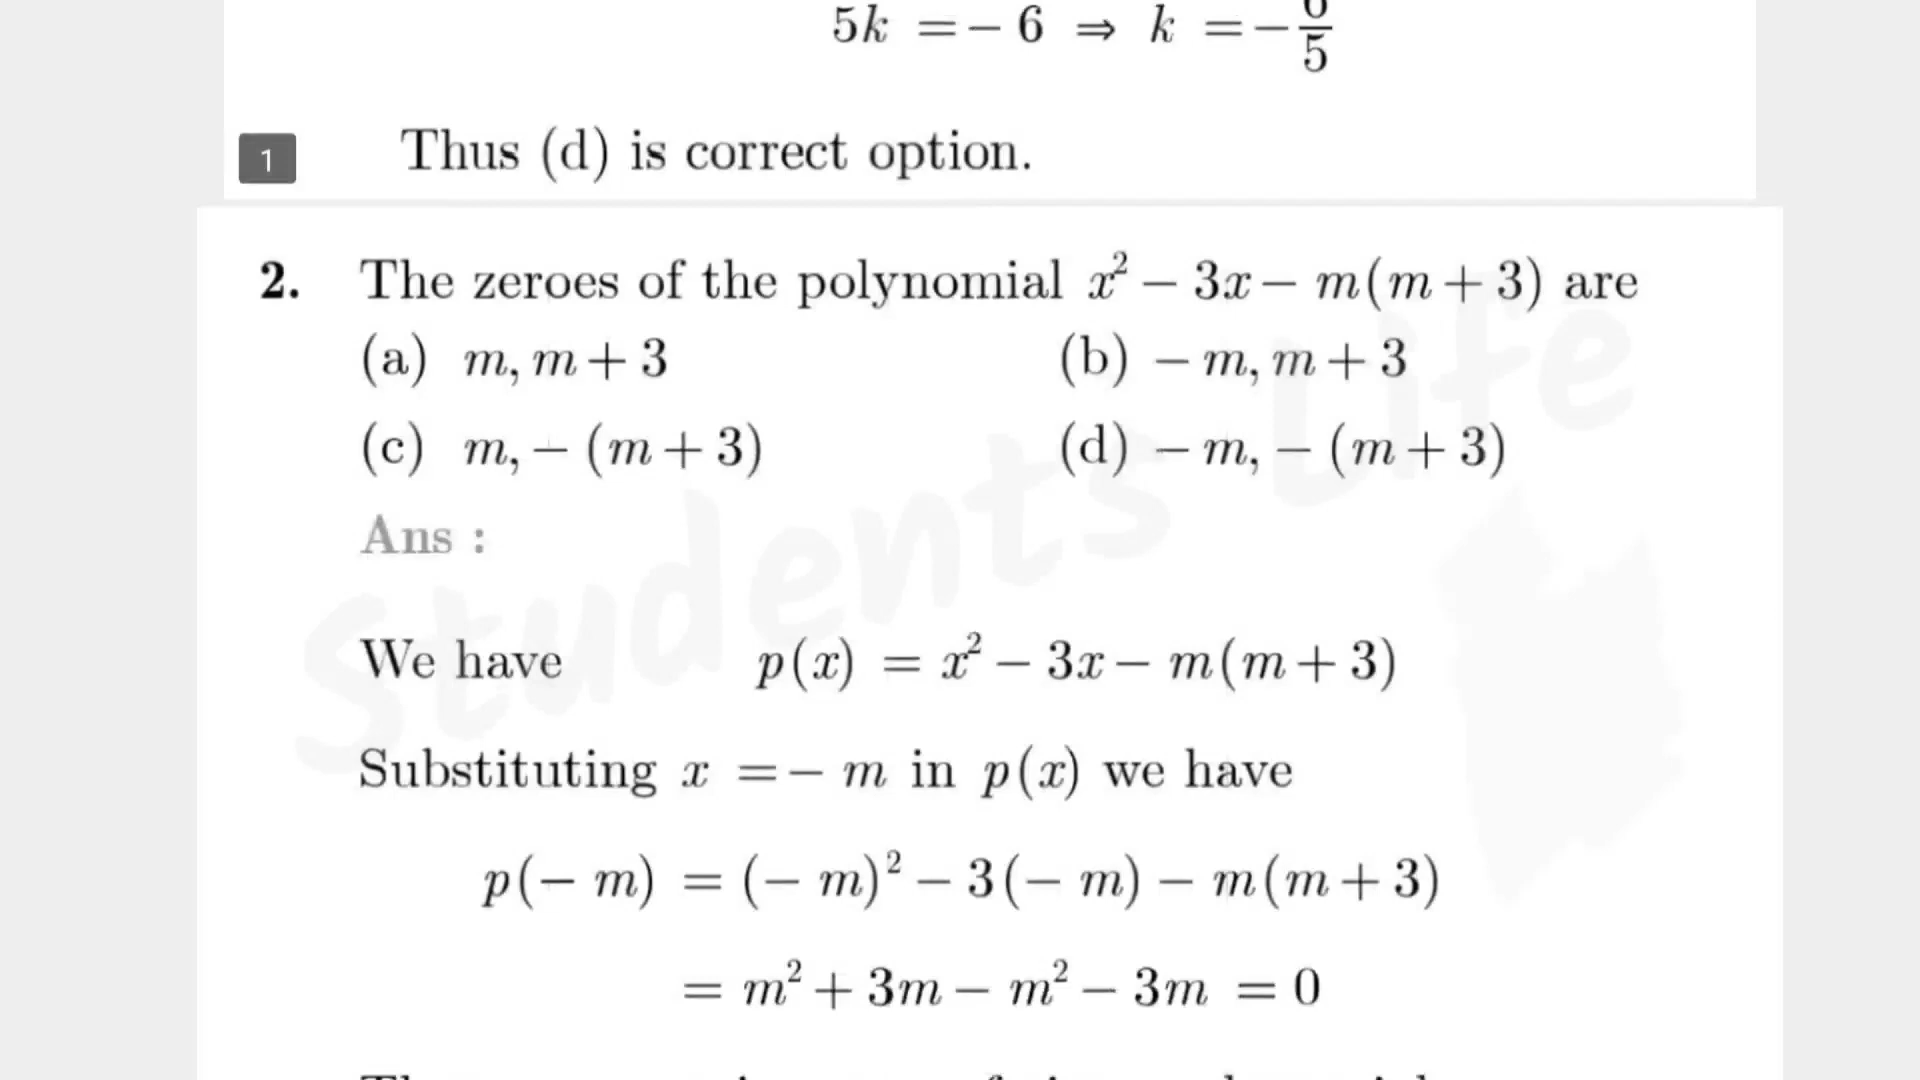 5k = − 6 ⇒ k = − 6/5
1 Thus (d) is correct option.
2. The zeroes of the polynomial x² − 3x − m(m + 3) are
(a) m, m + 3 (b) − m, m + 3
(c) m, − (m + 3) (d) − m, − (m + 3)
Ans :
We have p(x) = x² − 3x − m(m + 3)
Substituting x = − m in p(x) we have
p(− m) = (− m)² − 3(− m) − m(m + 3)
= m² + 3m − m² − 3m = 0
Students Life